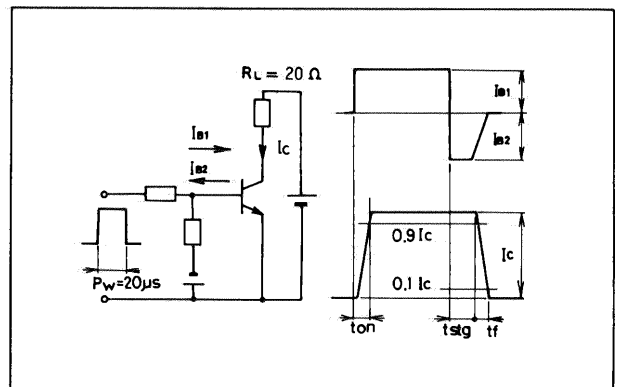 RL = 20 Ω
IB1
IB2
Ic
PW=20μs
IB1
IB2
0.9 Ic
Ic
0.1 Ic
ton
tstg
tf